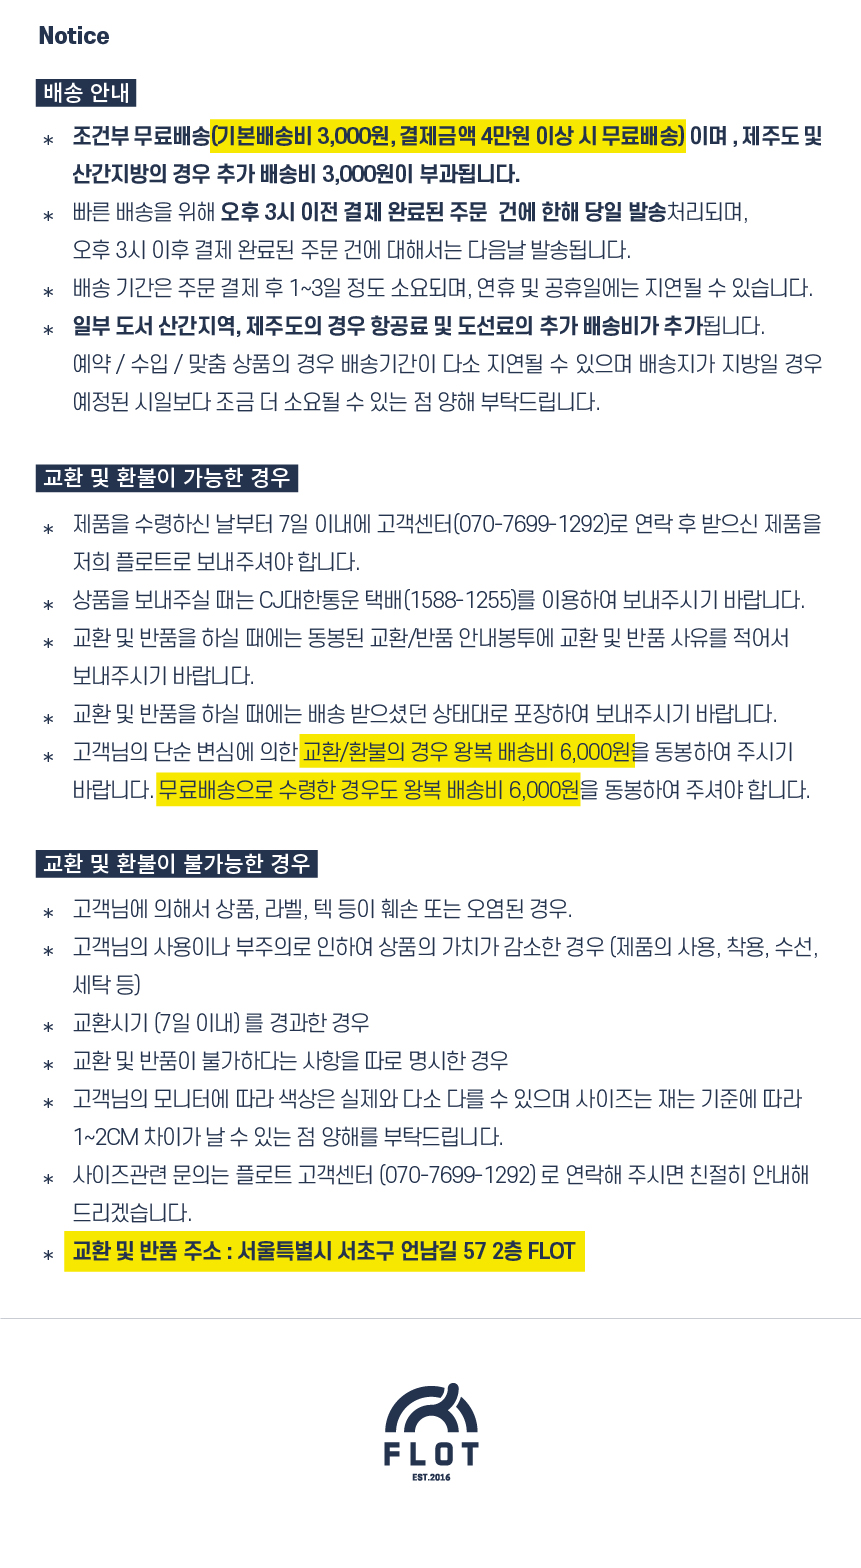 Notice
배송 안내
* 조건부 무료배송(기본배송비 3,000원, 결제금액 4만원 이상 시 무료배송) 이며 , 제주도 및
산간지방의 경우 추가 배송비 3,000원이 부과됩니다.
* 빠른 배송을 위해 오후 3시 이전 결제 완료된 주문 건에 한해 당일 발송처리되며,
오후 3시 이후 결제 완료된 주문 건에 대해서는 다음날 발송됩니다.
* 배송 기간은 주문 결제 후 1~3일 정도 소요되며, 연휴 및 공휴일에는 지연될 수 있습니다.
* 일부 도서 산간지역, 제주도의 경우 항공료 및 도선료의 추가 배송비가 추가됩니다.
예약 / 수입 / 맞춤 상품의 경우 배송기간이 다소 지연될 수 있으며 배송지가 지방일 경우
예정된 시일보다 조금 더 소요될 수 있는 점 양해 부탁드립니다.
교환 및 환불이 가능한 경우
* 제품을 수령하신 날부터 7일 이내에 고객센터(070-7699-1292)로 연락 후 받으신 제품을
저희 플로트로 보내주셔야 합니다.
* 상품을 보내주실 때는 CJ대한통운 택배(1588-1255)를 이용하여 보내주시기 바랍니다.
* 교환 및 반품을 하실 때에는 동봉된 교환/반품 안내봉투에 교환 및 반품 사유를 적어서
보내주시기 바랍니다.
* 교환 및 반품을 하실 때에는 배송 받으셨던 상태대로 포장하여 보내주시기 바랍니다.
* 고객님의 단순 변심에 의한 교환/환불의 경우 왕복 배송비 6,000원을 동봉하여 주시기
바랍니다. 무료배송으로 수령한 경우도 왕복 배송비 6,000원을 동봉하여 주셔야 합니다.
교환 및 환불이 불가능한 경우
* 고객님에 의해서 상품, 라벨, 텍 등이 훼손 또는 오염된 경우.
* 고객님의 사용이나 부주의로 인하여 상품의 가치가 감소한 경우 (제품의 사용, 착용, 수선,
세탁 등)
* 교환시기 (7일 이내) 를 경과한 경우
* 교환 및 반품이 불가하다는 사항을 따로 명시한 경우
* 고객님의 모니터에 따라 색상은 실제와 다소 다를 수 있으며 사이즈는 재는 기준에 따라
1~2CM 차이가 날 수 있는 점 양해를 부탁드립니다.
* 사이즈관련 문의는 플로트 고객센터 (070-7699-1292) 로 연락해 주시면 친절히 안내해
드리겠습니다.
* 교환 및 반품 주소 : 서울특별시 서초구 언남길 57 2층 FLOT
FLOT
EST.2016